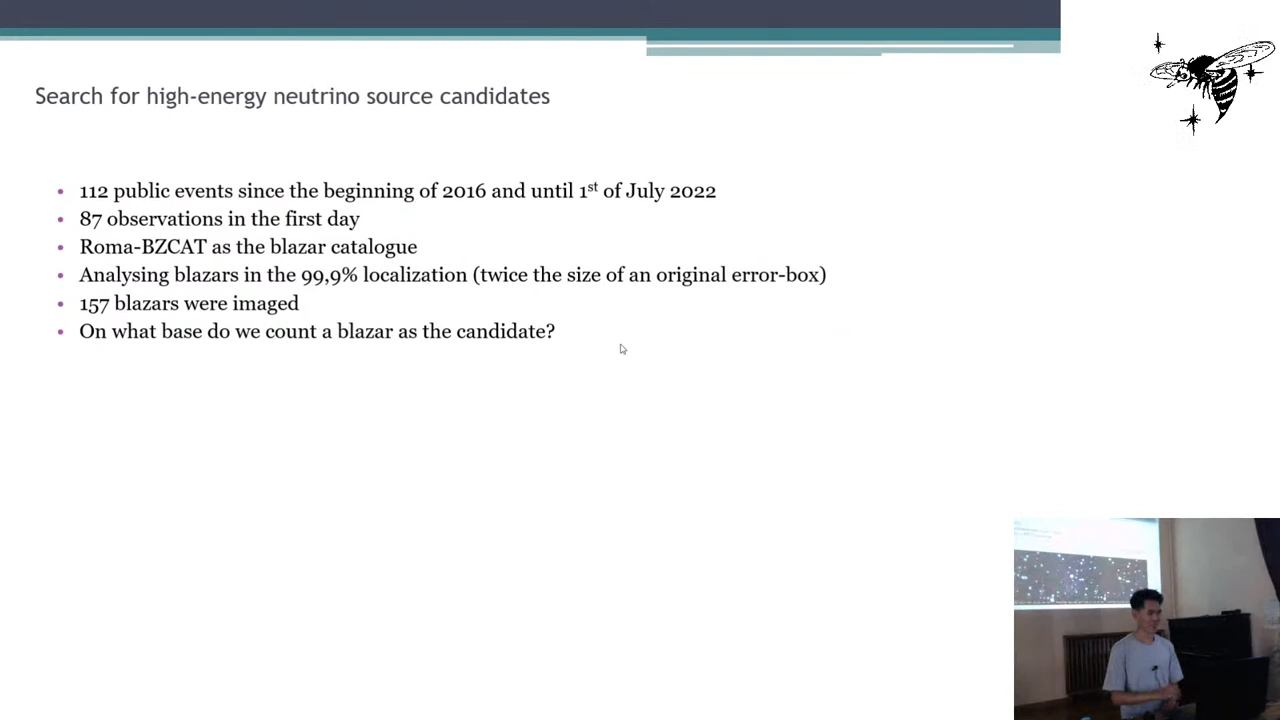 Search for high-energy neutrino source candidates
• 112 public events since the beginning of 2016 and until 1st of July 2022
• 87 observations in the first day
• Roma-BZCAT as the blazar catalogue
• Analysing blazars in the 99,9% localization (twice the size of an original error-box)
• 157 blazars were imaged
• On what base do we count a blazar as the candidate?